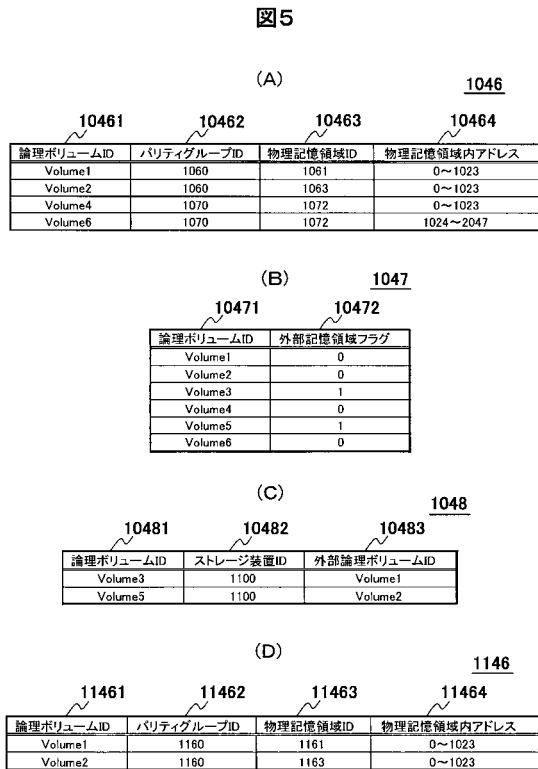 図5
(A)
1046
10461 10462 10463 10464
論理ボリュームID パリティグループID 物理記憶領域ID 物理記憶領域内アドレス
Volume1 1060 1061 0～1023
Volume2 1060 1063 0～1023
Volume4 1070 1072 0～1023
Volume6 1070 1072 1024～2047
(B)
1047
10471 10472
論理ボリュームID 外部記憶領域フラグ
Volume1 0
Volume2 0
Volume3 1
Volume4 0
Volume5 1
Volume6 0
(C)
1048
10481 10482 10483
論理ボリュームID ストレージ装置ID 外部論理ボリュームID
Volume3 1100 Volume1
Volume5 1100 Volume2
(D)
1146
11461 11462 11463 11464
論理ボリュームID パリティグループID 物理記憶領域ID 物理記憶領域内アドレス
Volume1 1160 1161 0～1023
Volume2 1160 1163 0～1023